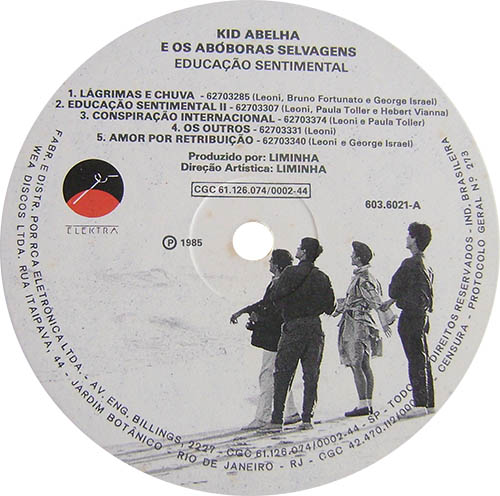 KID ABELHA
E OS ABÓBORAS SELVAGENS
EDUCAÇÃO SENTIMENTAL
1. LÁGRIMAS E CHUVA - 62703285 (Leoni, Bruno Fortunato e George Israel)
2. EDUCAÇÃO SENTIMENTAL II - 62703307 (Leoni, Paula Toller e Hebert Vianna)
3. CONSPIRAÇÃO INTERNACIONAL - 62703374 (Leoni e Paula Toller)
4. OS OUTROS - 62703331 (Leoni)
5. AMOR POR RETRIBUIÇÃO - 62703340 (Leoni e George Israel)
Produzido por: LIMINHA
Direção Artística: LIMINHA
CGC 61.126.074/0002-44
603.6021-A
ELEKTRA
Ⓟ 1985
FABR. E DISTR. POR RCA ELETRÔNICA LTDA. - AV. ENG. BILLINGS, 2227 - CGC 61.126.074/0002-44 - SP - TODOS DIREITOS RESERVADOS - IND. BRASILEIRA
WEA DISCOS LTDA. RUA ITAIPAVA, 44 - JARDIM BOTÂNICO - RIO DE JANEIRO - RJ - CGC 42.470.112/ - CENSURA - PROTOCOLO GERAL Nº 273